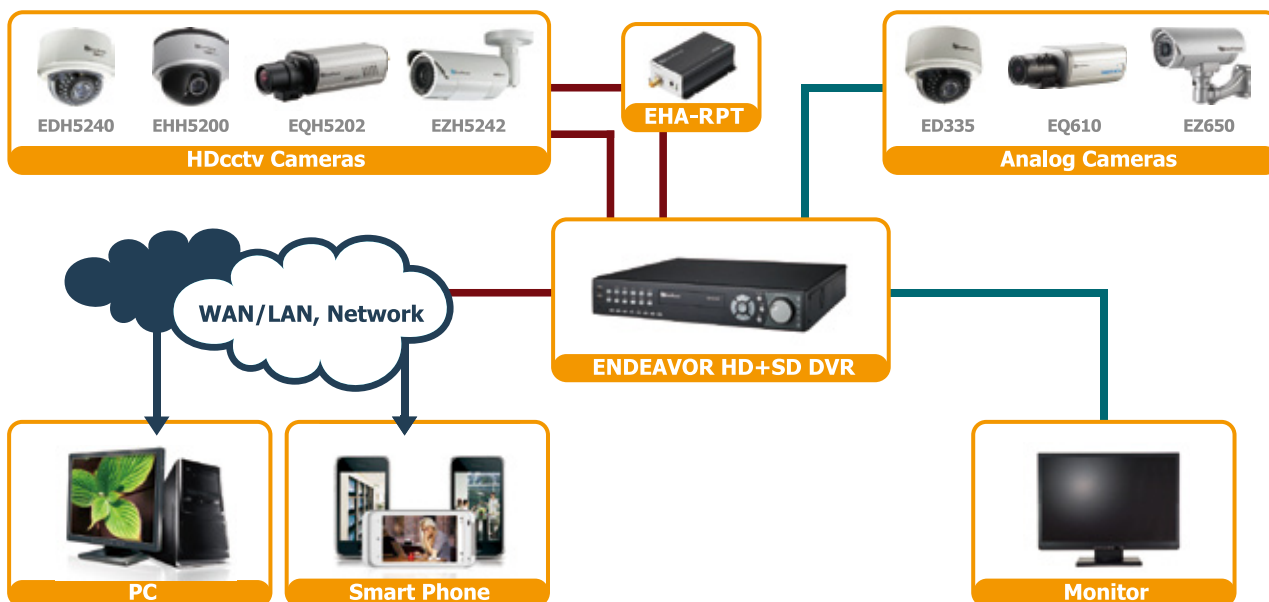 EDH5240
EHH5200
EQH5202
EZH5242
HDcctv Cameras
EHA-RPT
ED335
EQ610
EZ650
Analog Cameras
WAN/LAN, Network
ENDEAVOR HD+SD DVR
PC
Smart Phone
Monitor